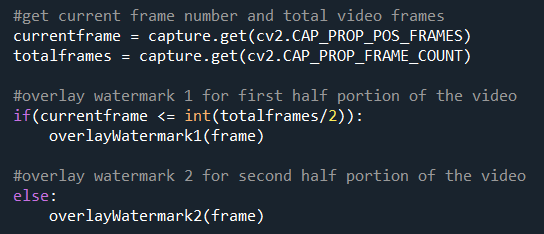 #get current frame number and total video frames
currentframe = capture.get(cv2.CAP_PROP_POS_FRAMES)
totalframes = capture.get(cv2.CAP_PROP_FRAME_COUNT)
#overlay watermark 1 for first half portion of the video
if(currentframe <= int(totalframes/2)):
    overlayWatermark1(frame)
#overlay watermark 2 for second half portion of the video
else:
    overlayWatermark2(frame)